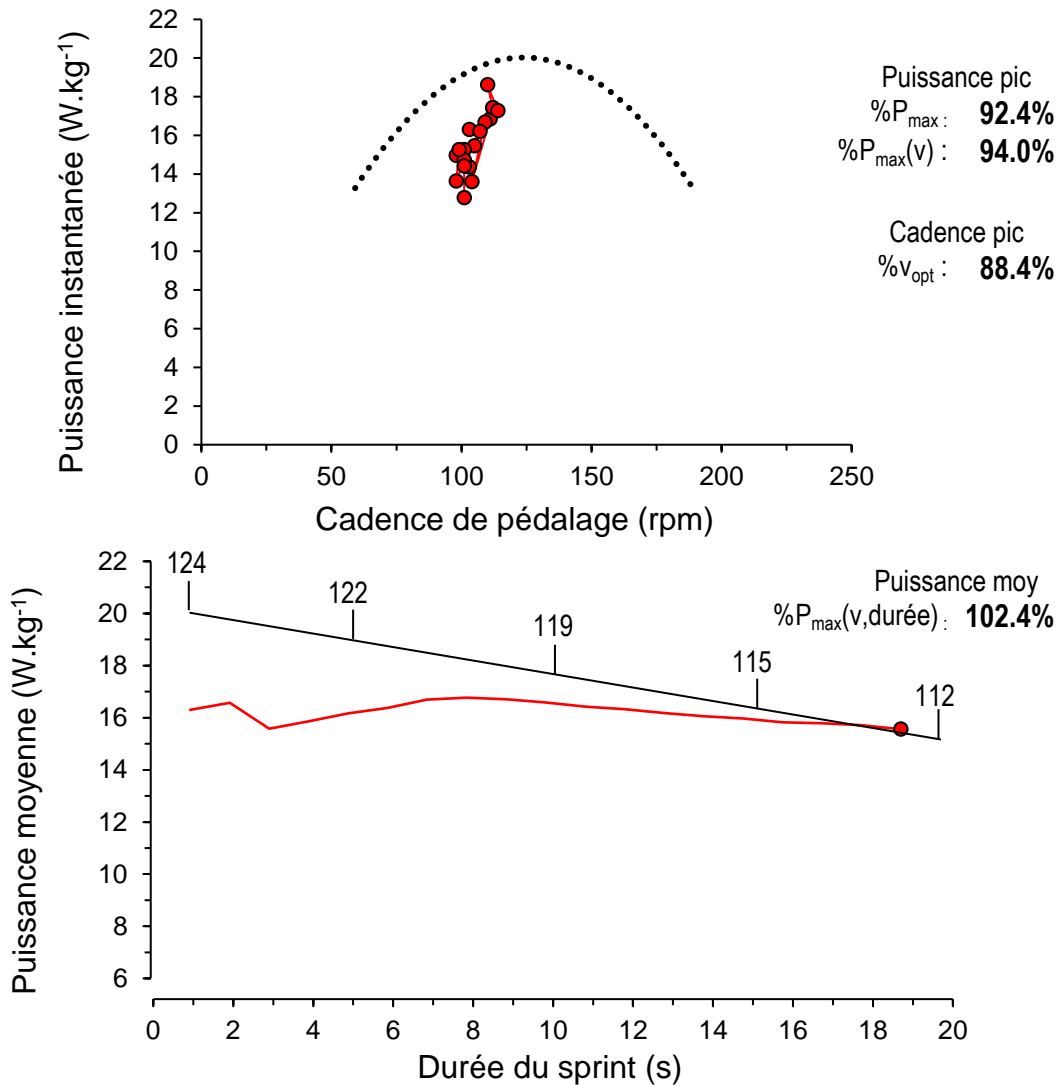 Puissance instantanée (W.kg-1)
22
20
18
16
14
12
10
8
6
4
2
0
0 50 100 150 200 250
Cadence de pédalage (rpm)
Puissance pic
%Pmax : 92.4%
%Pmax(v) : 94.0%
Cadence pic
%vopt : 88.4%
Puissance moyenne (W.kg-1)
22
20
18
16
14
12
10
8
6
124
122
119
115
112
Puissance moy
%Pmax(v,durée) : 102.4%
0 2 4 6 8 10 12 14 16 18 20
Durée du sprint (s)